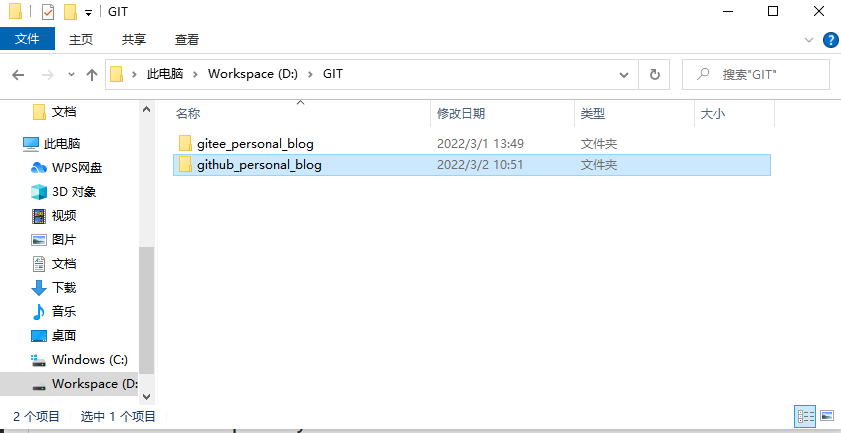 GIT
文件 主页 共享 查看
此电脑 Workspace (D:) GIT 搜索"GIT"
名称 修改日期 类型 大小
gitee_personal_blog 2022/3/1 13:49 文件夹
github_personal_blog 2022/3/2 10:51 文件夹
文档
此电脑
WPS网盘
3D 对象
视频
图片
文档
下载
音乐
桌面
Windows (C:)
Workspace (D:
2 个项目 选中 1 个项目